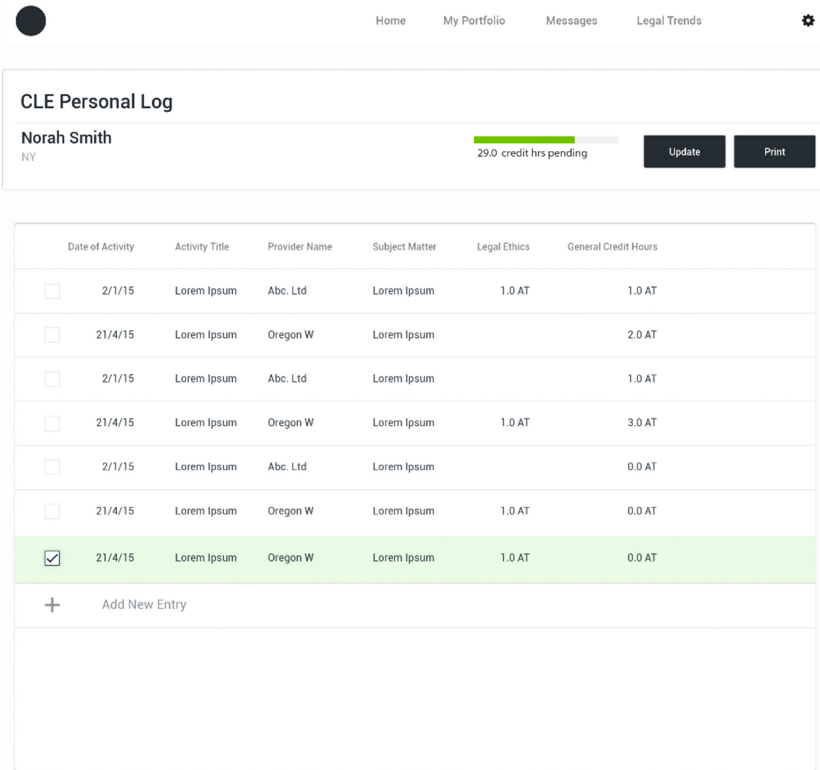 Home My Portfolio Messages Legal Trends
CLE Personal Log
Norah Smith
NY
29.0 credit hrs pending
Update Print
Date of Activity Activity Title Provider Name Subject Matter Legal Ethics General Credit Hours
2/1/15 Lorem Ipsum Abc. Ltd Lorem Ipsum 1.0 AT 1.0 AT
21/4/15 Lorem Ipsum Oregon W Lorem Ipsum 2.0 AT
2/1/15 Lorem Ipsum Abc. Ltd Lorem Ipsum 1.0 AT
21/4/15 Lorem Ipsum Oregon W Lorem Ipsum 1.0 AT 3.0 AT
2/1/15 Lorem Ipsum Abc. Ltd Lorem Ipsum 0.0 AT
21/4/15 Lorem Ipsum Oregon W Lorem Ipsum 1.0 AT 0.0 AT
21/4/15 Lorem Ipsum Oregon W Lorem Ipsum 1.0 AT 0.0 AT
Add New Entry